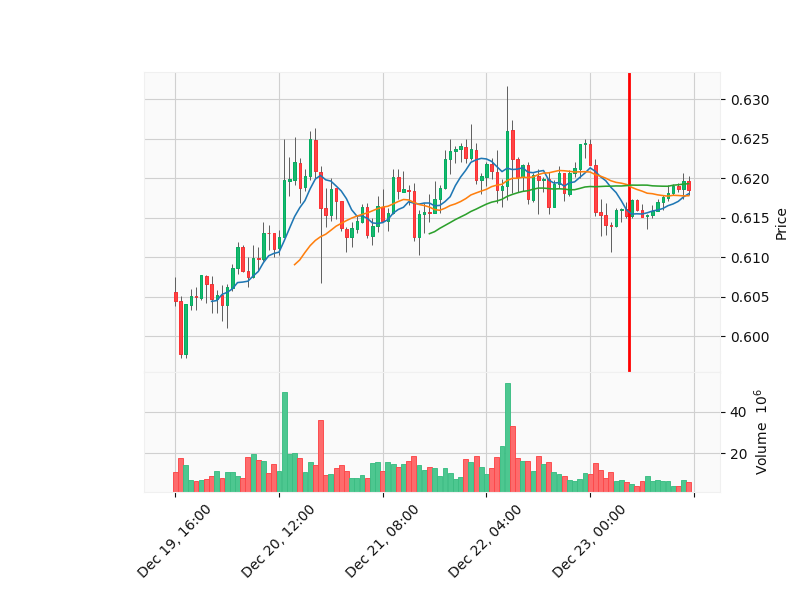 0.630
0.625
0.620
0.615
0.610
0.605
0.600
Price
40
20
Volume 10^6
Dec 19, 16:00
Dec 20, 12:00
Dec 21, 08:00
Dec 22, 04:00
Dec 23, 00:00